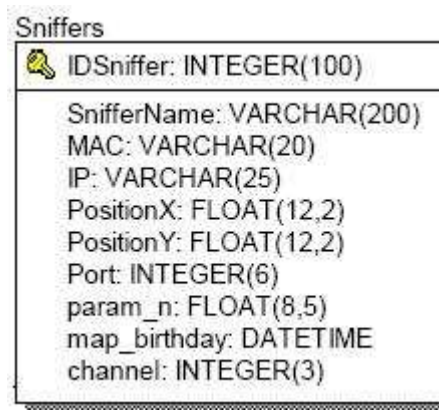 Sniffers
IDSniffer: INTEGER(100)
SnifferName: VARCHAR(200)
MAC: VARCHAR(20)
IP: VARCHAR(25)
PositionX: FLOAT(12,2)
PositionY: FLOAT(12,2)
Port: INTEGER(6)
param_n: FLOAT(8,5)
map_birthday: DATETIME
channel: INTEGER(3)